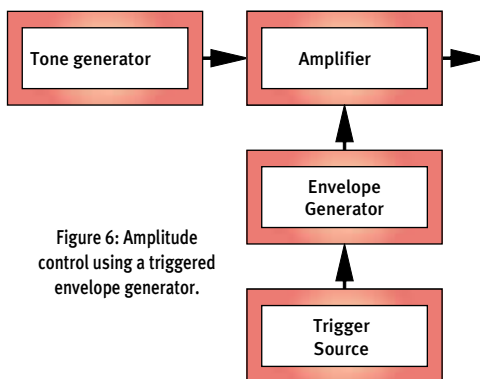 Tone generator
Amplifier
Envelope
Generator
Figure 6: Amplitude
control using a triggered
envelope generator.
Trigger
Source